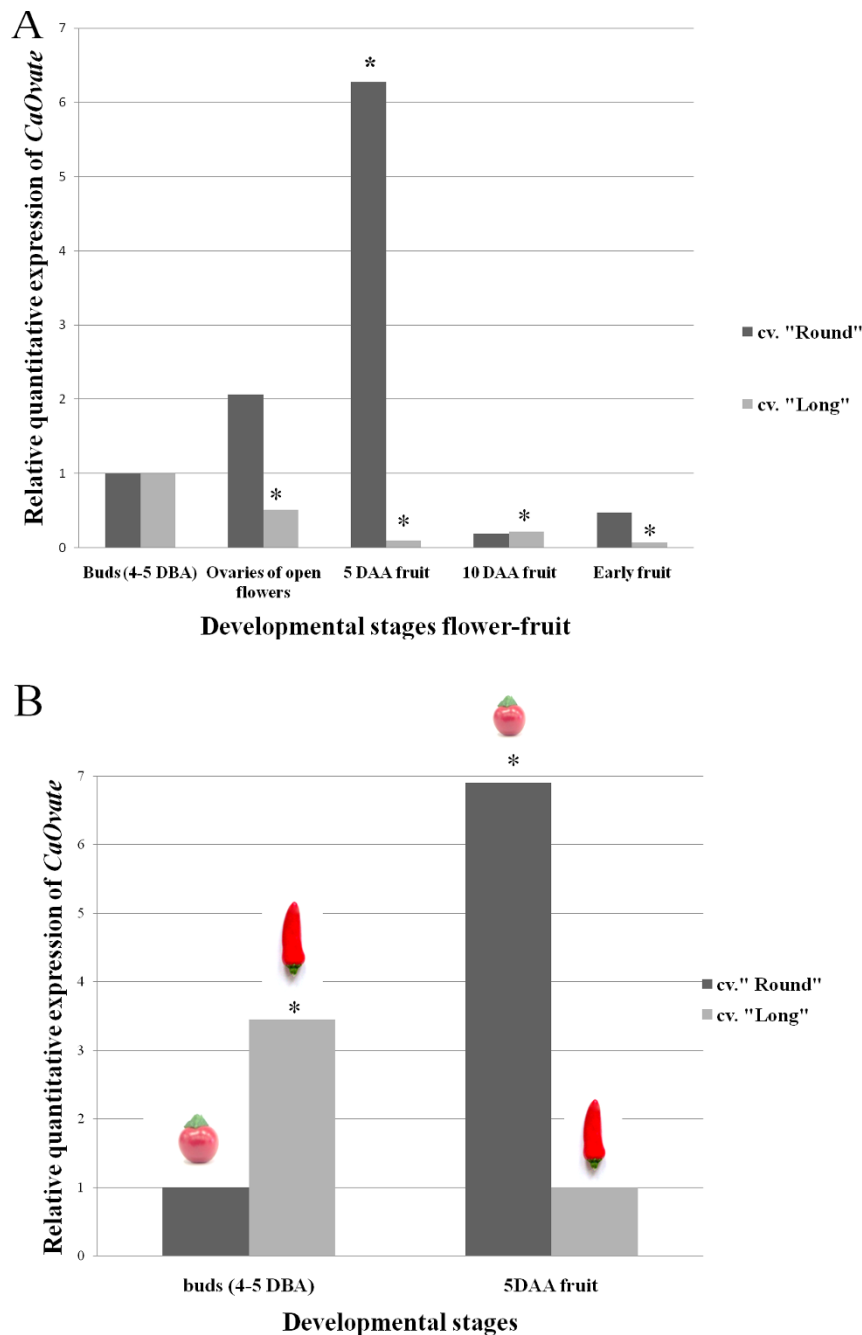 A
Relative quantitative expression of CaOvate
7
6
5
4
3
2
1
0
*
*
*
*
*
Buds (4-5 DBA)
Ovaries of open
flowers
5 DAA fruit
10 DAA fruit
Early fruit
Developmental stages flower-fruit
cv. "Round"
cv. "Long"
B
Relative quantitative expression of CaOvate
7
6
5
4
3
2
1
0
*
*
buds (4-5 DBA)
5DAA fruit
Developmental stages
cv." Round"
cv. "Long"